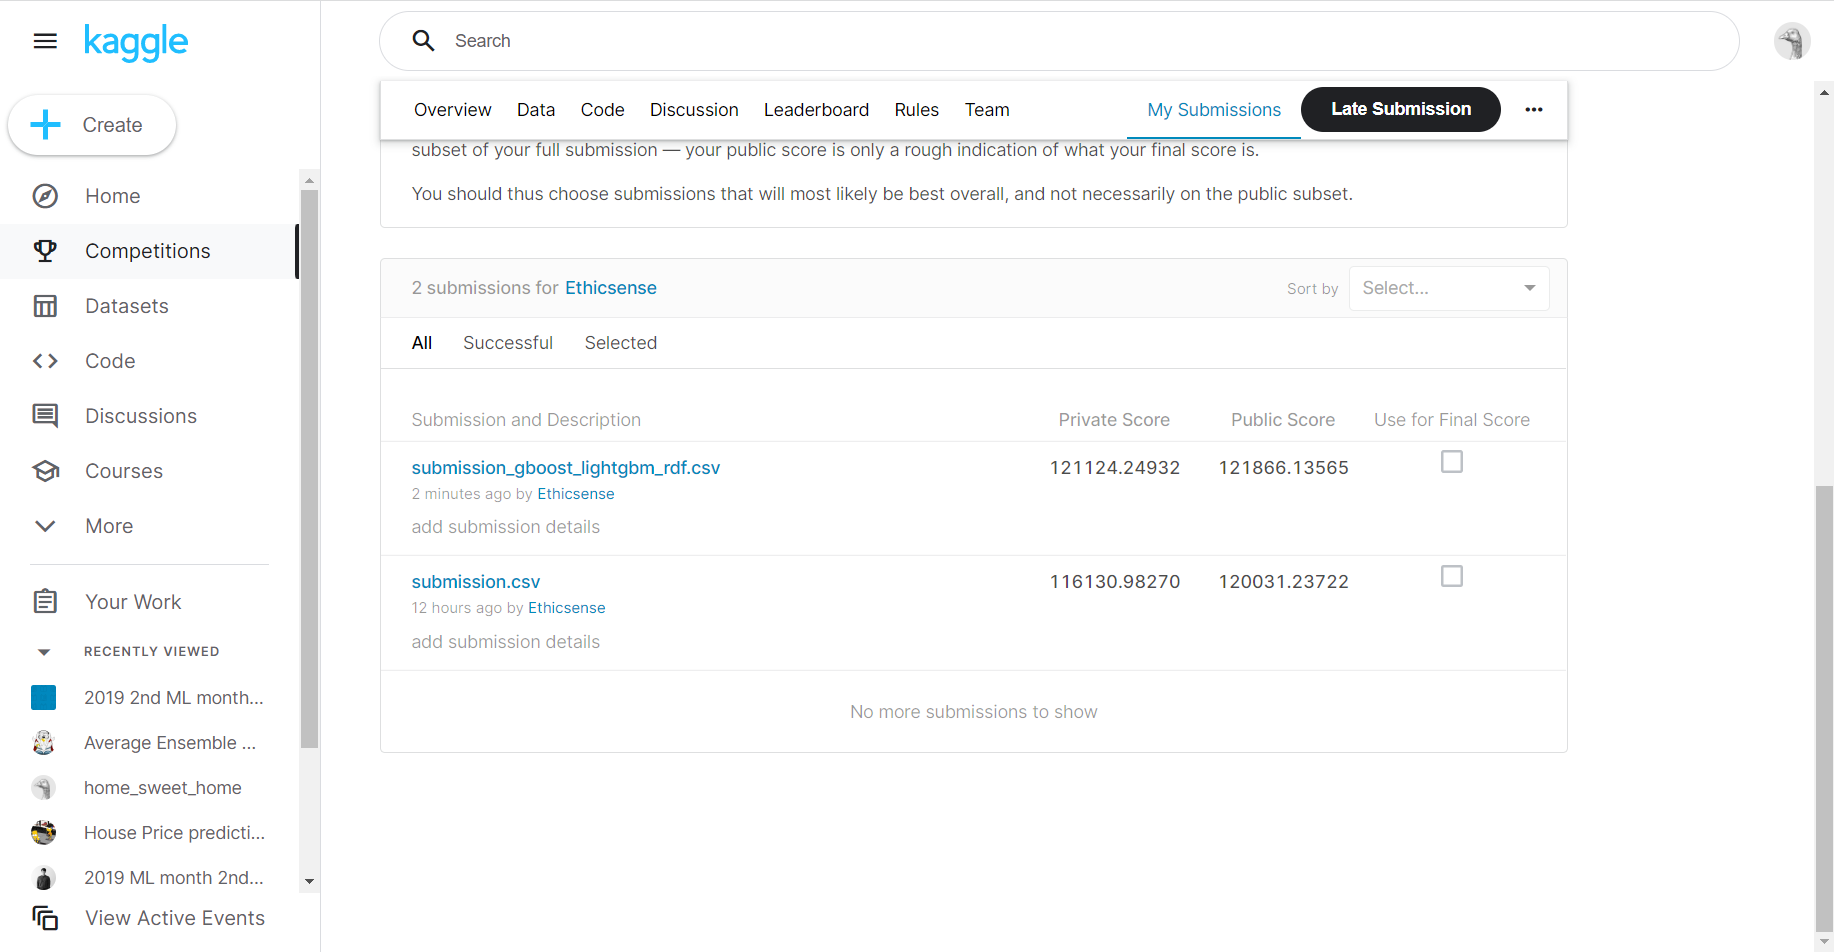 kaggle
Search
Create
Home
Competitions
Datasets
Code
Discussions
Courses
More
Your Work
RECENTLY VIEWED
2019 2nd ML month...
Average Ensemble ...
home_sweet_home
House Price predicti...
2019 ML month 2nd...
View Active Events
Overview Data Code Discussion Leaderboard Rules Team My Submissions Late Submission
subset of your full submission — your public score is only a rough indication of what your final score is.
You should thus choose submissions that will most likely be best overall, and not necessarily on the public subset.
2 submissions for Ethicsense Sort by Select...
All Successful Selected
Submission and Description Private Score Public Score Use for Final Score
submission_gboost_lightgbm_rdf.csv 121124.24932 121866.13565
2 minutes ago by Ethicsense
add submission details
submission.csv 116130.98270 120031.23722
12 hours ago by Ethicsense
add submission details
No more submissions to show